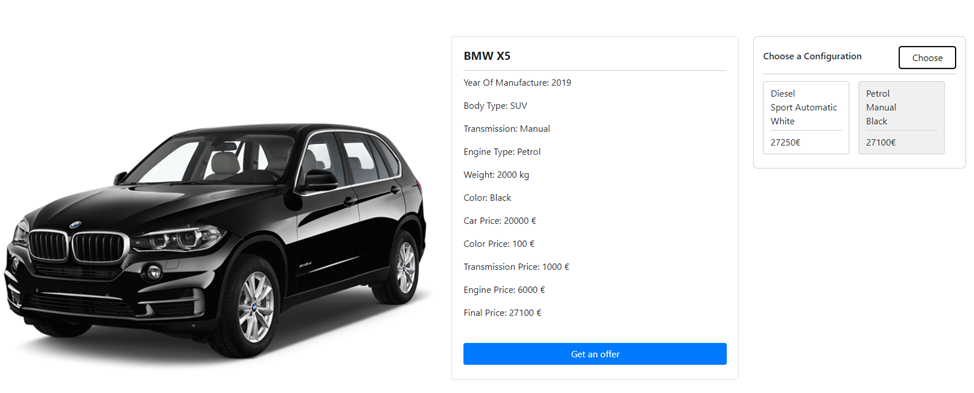 BMW X5
Year Of Manufacture: 2019
Body Type: SUV
Transmission: Manual
Engine Type: Petrol
Weight: 2000 kg
Color: Black
Car Price: 20000 €
Color Price: 100 €
Transmission Price: 1000 €
Engine Price: 6000 €
Final Price: 27100 €
Get an offer
Choose a Configuration
Choose
Diesel
Sport Automatic
White
27250€
Petrol
Manual
Black
27100€